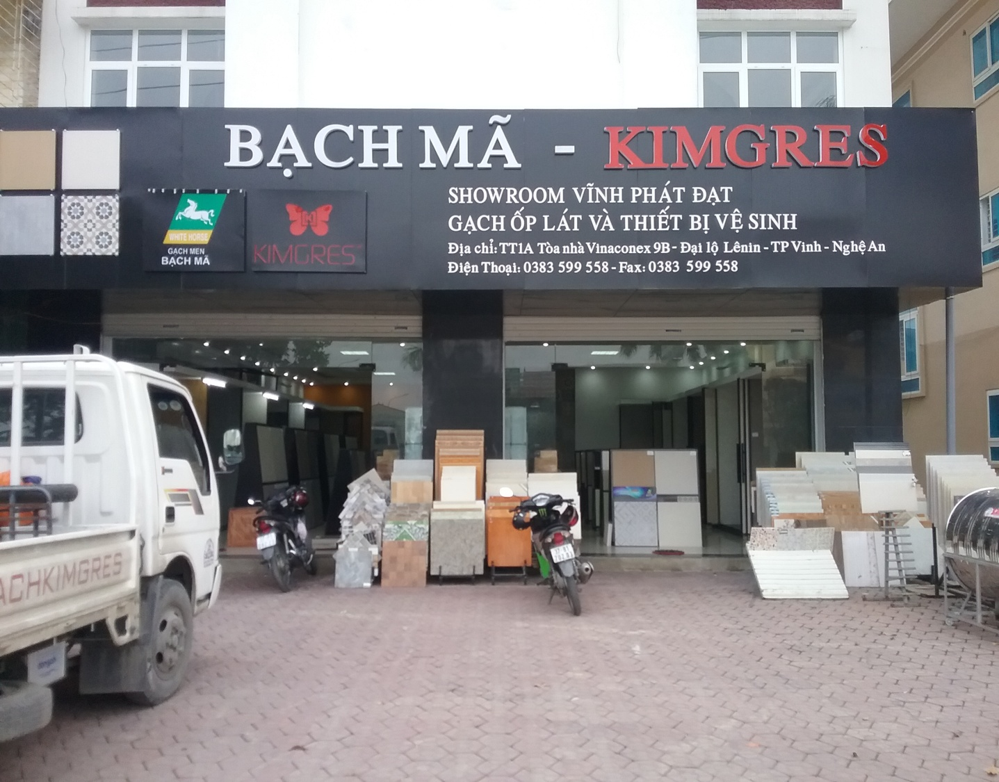 BẠCH MÃ - KIMGRES
SHOWROOM VĨNH PHÁT ĐẠT
GẠCH ỐP LÁT VÀ THIẾT BỊ VỆ SINH
Địa chỉ: TT1A Tòa nhà Vinaconex 9B - Đại lộ Lênin - TP Vinh - Nghệ An
Điện Thoại: 0383 599 558 - Fax: 0383 599 558
WHITE HORSE
GẠCH MEN
BẠCH MÃ
KIMGRES
ACHKIMGRES